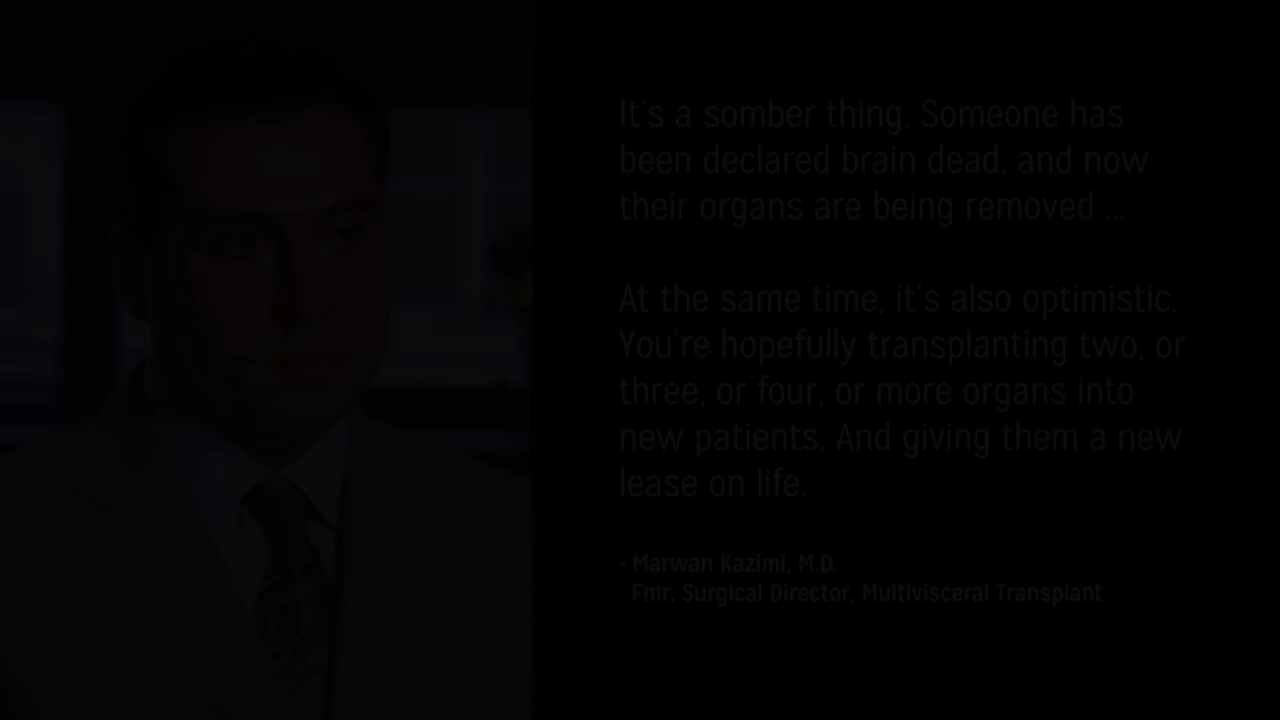 It's a somber thing. Someone has
been declared brain dead, and now
their organs are being removed ...
At the same time, it's also optimistic.
You're hopefully transplanting two, or
three, or four, or more organs into
new patients. And giving them a new
lease on life.
- Marwan Kazimi, M.D.
Fmr. Surgical Director, Multivisceral Transplant